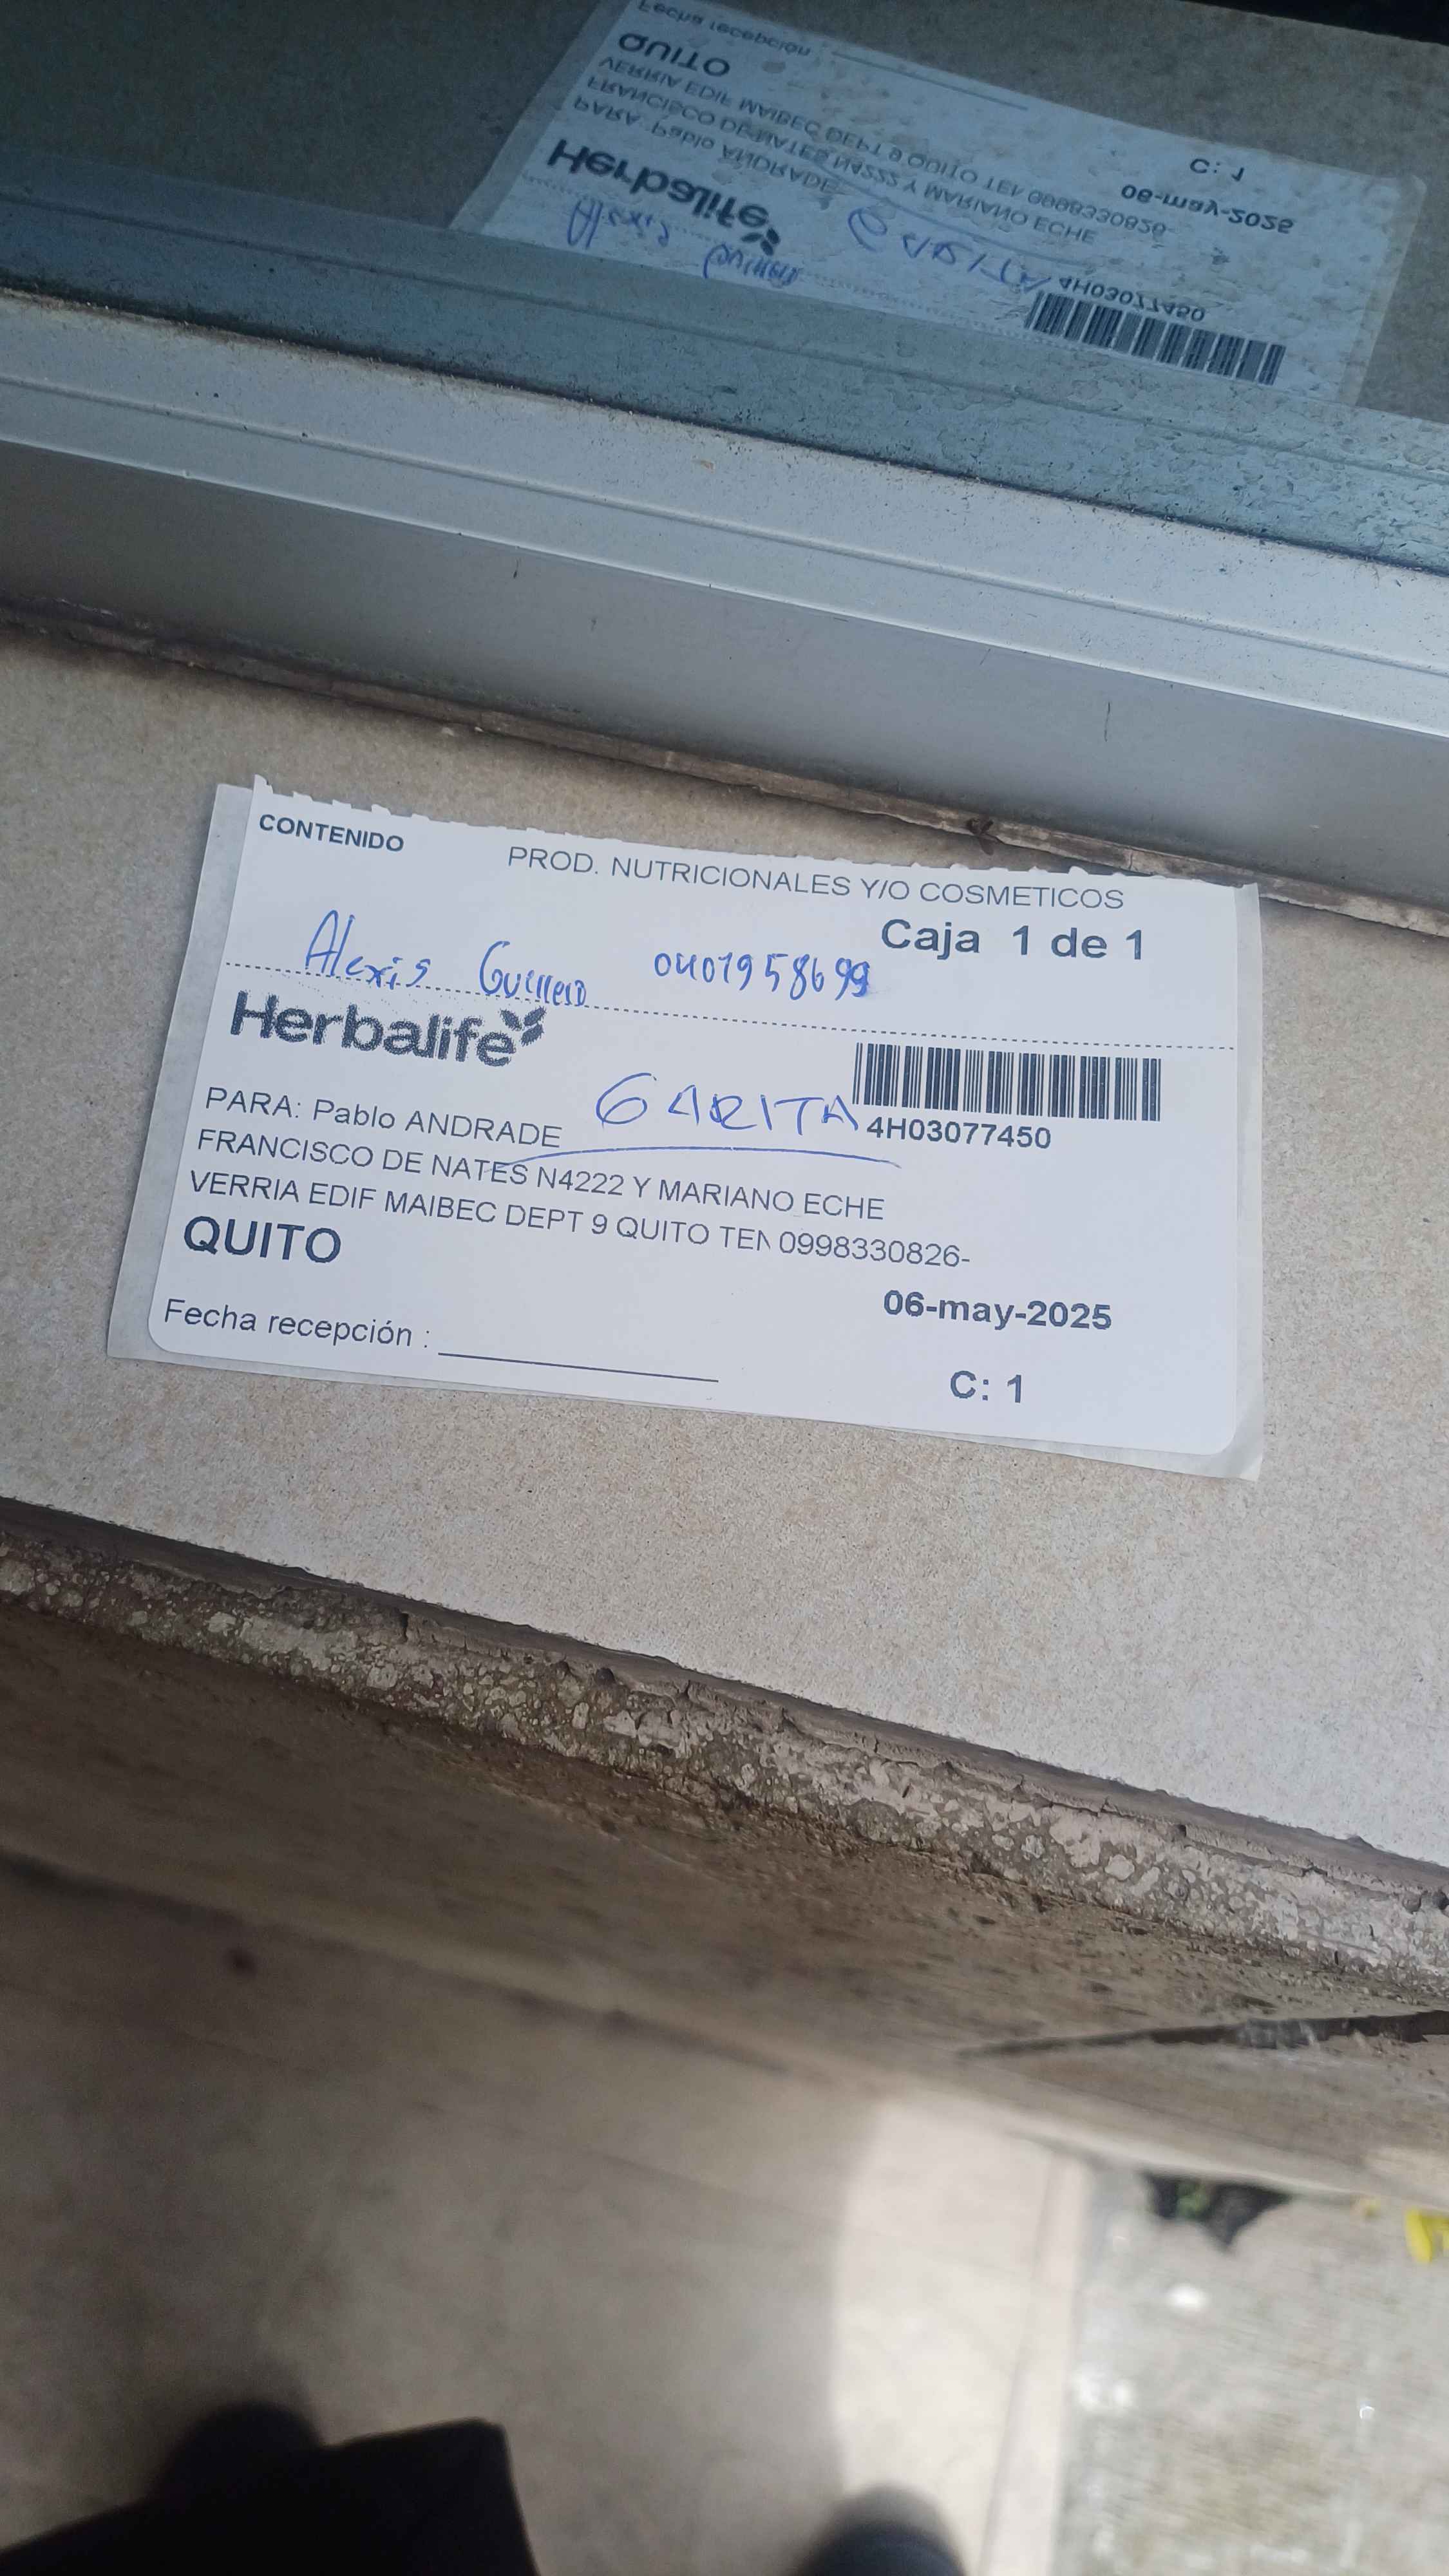 CONTENIDO PROD. NUTRICIONALES Y/O COSMETICOS
Caja 1 de 1
Alexis Guerrero 0401958699
Herbalife
GARITA
4H03077450
PARA: Pablo ANDRADE
FRANCISCO DE NATES N4222 Y MARIANO ECHE
VERRIA EDIF MAIBEC DEPT 9 QUITO TEN 0998330826-
QUITO
06-may-2025
Fecha recepción :
C: 1